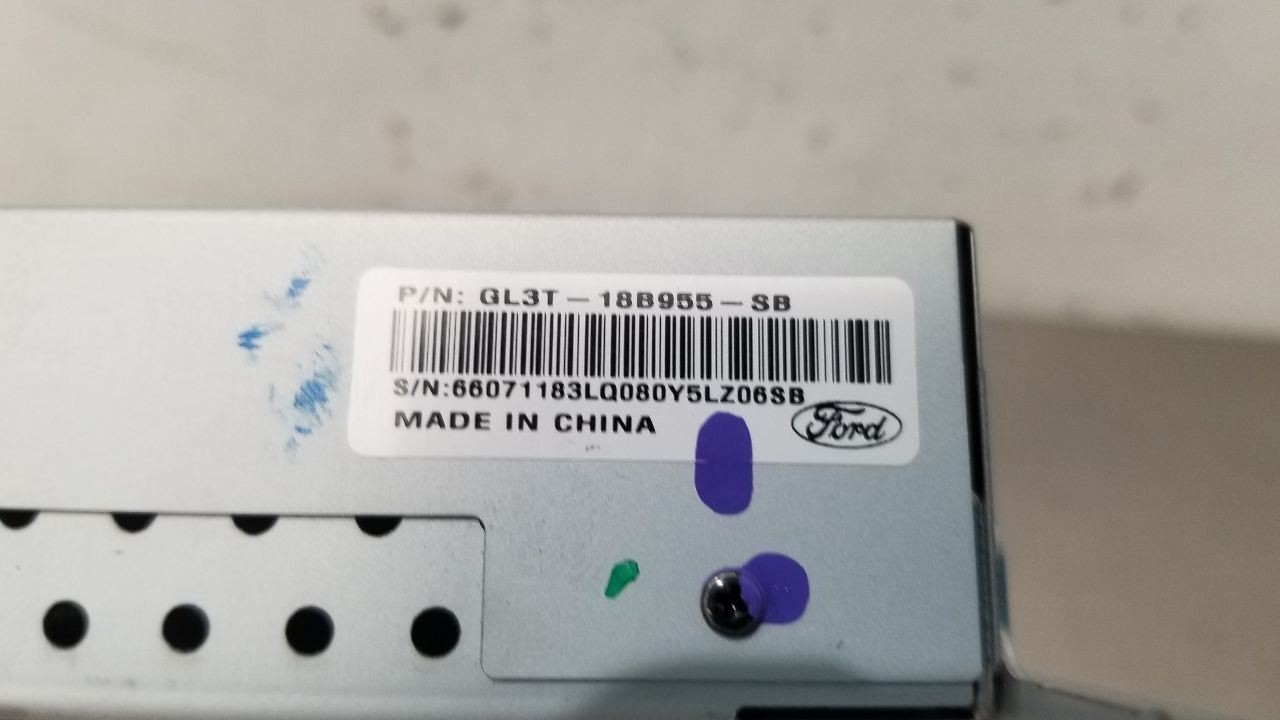 P/N: GL3T-18B955-SB
S/N:66071183LQ080Y5LZ06SB
MADE IN CHINA
Ford